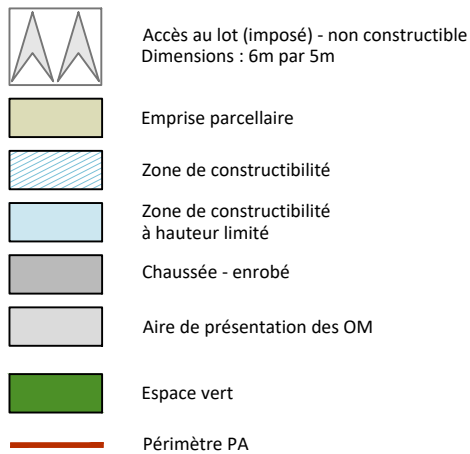 Accès au lot (imposé) - non constructible
Dimensions : 6m par 5m
Emprise parcellaire
Zone de constructibilité
Zone de constructibilité
à hauteur limité
Chaussée - enrobé
Aire de présentation des OM
Espace vert
Périmètre PA